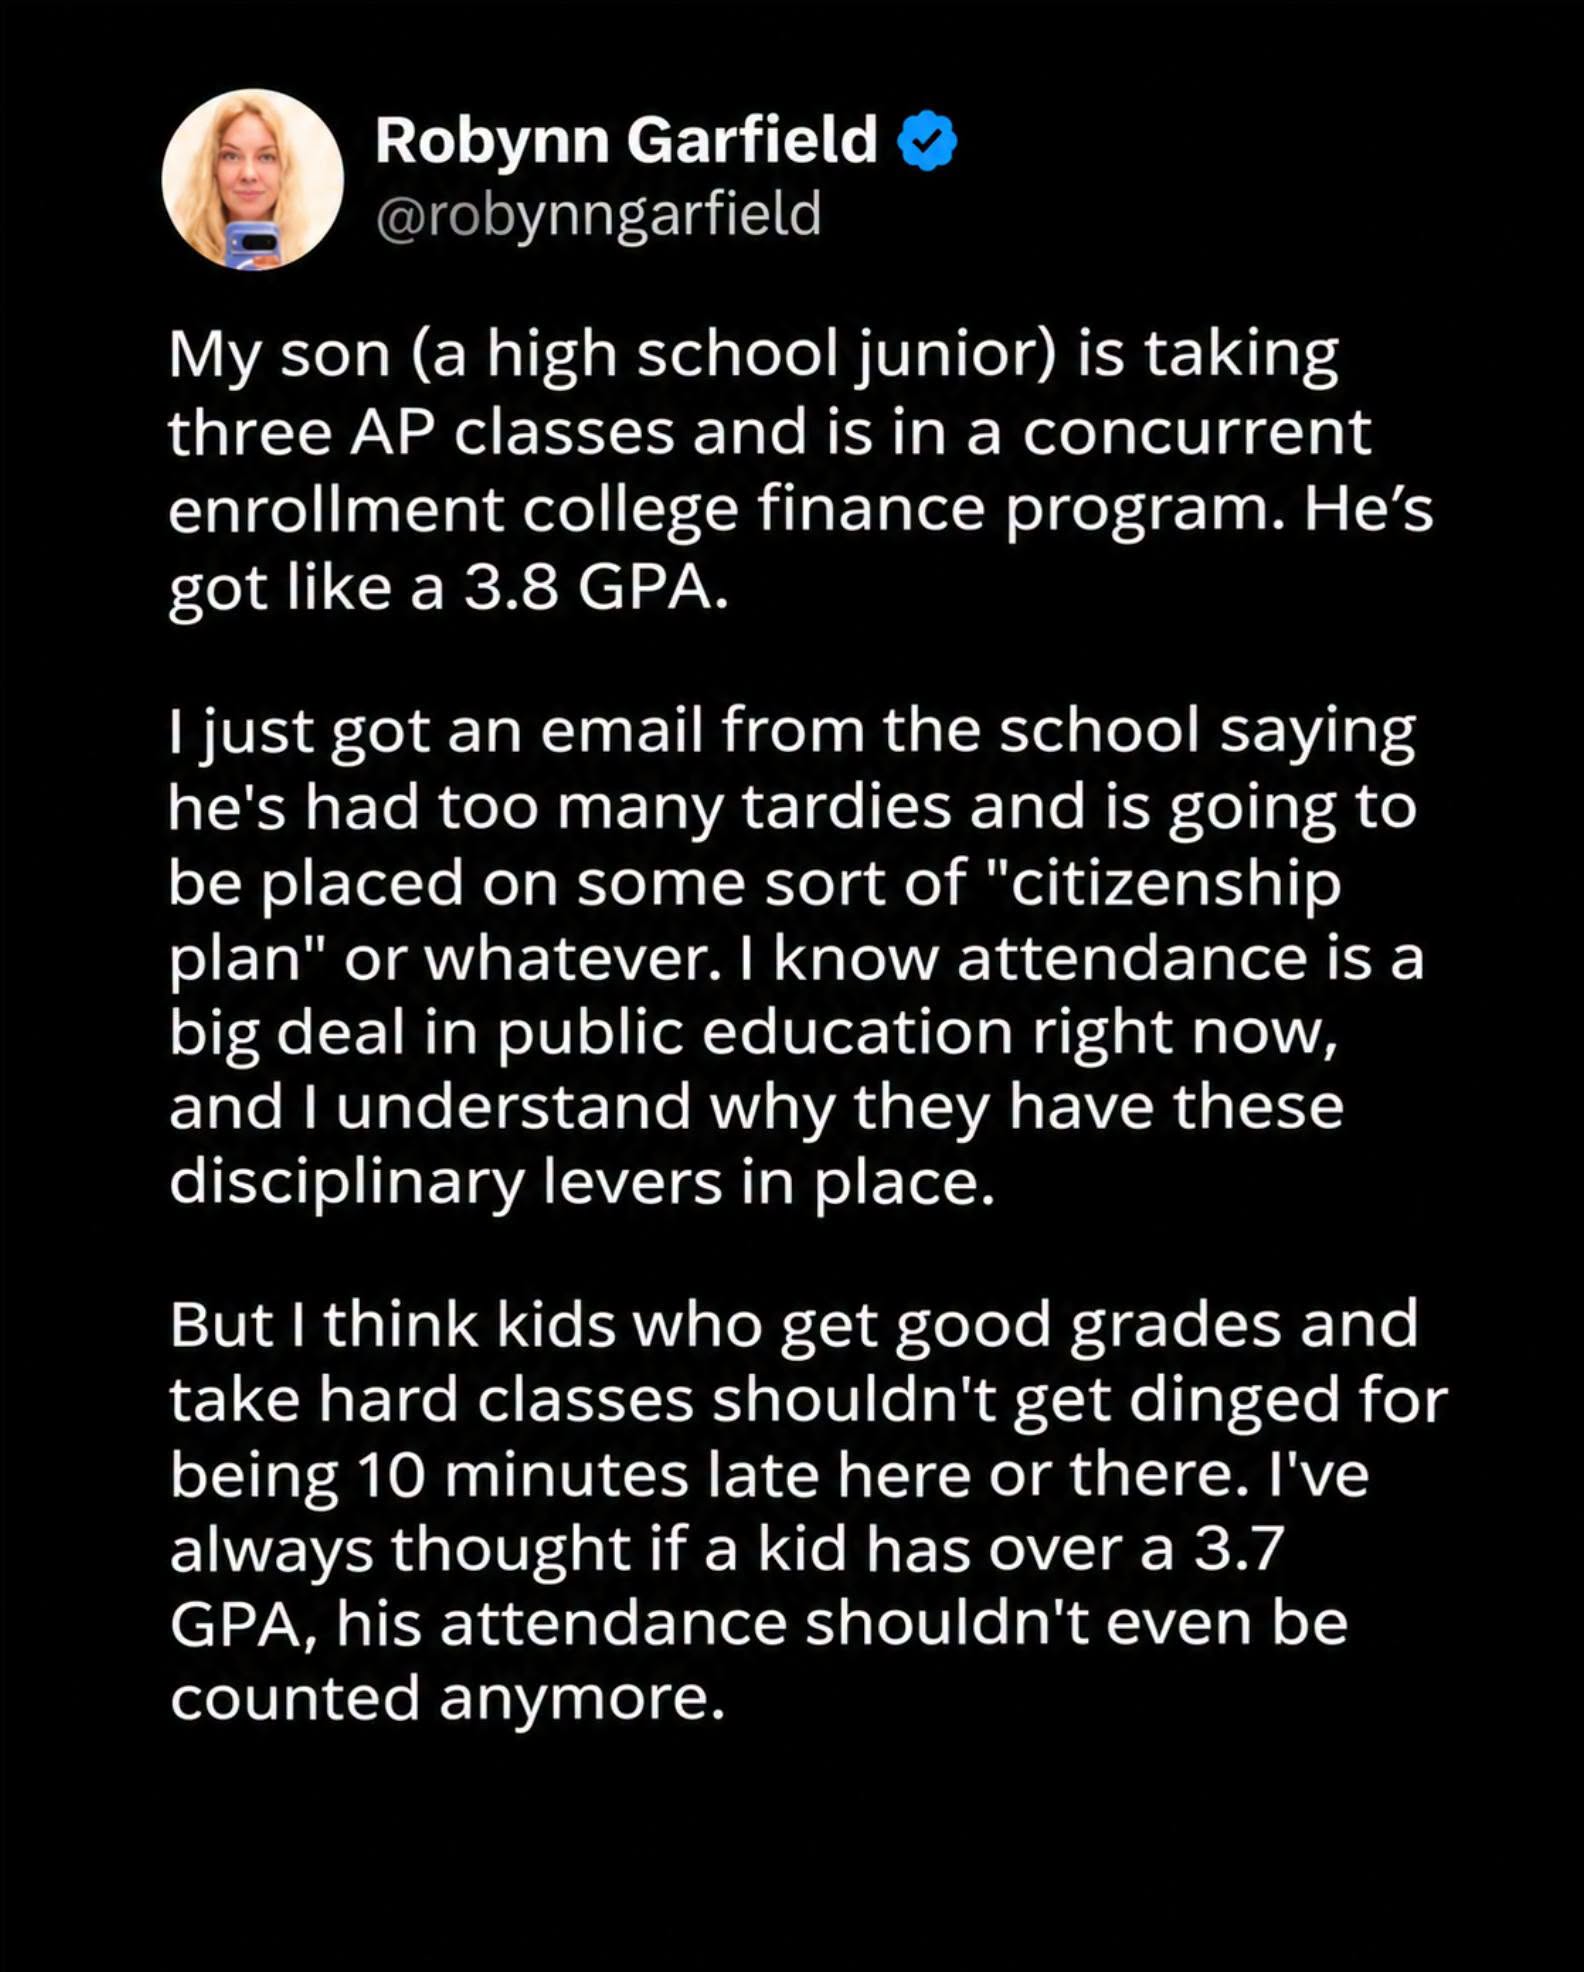 Robynn Garfield
@robynngarfield
My son (a high school junior) is taking
three AP classes and is in a concurrent
enrollment college finance program. He’s
got like a 3.8 GPA.
I just got an email from the school saying
he's had too many tardies and is going to
be placed on some sort of "citizenship
plan" or whatever. I know attendance is a
big deal in public education right now,
and I understand why they have these
disciplinary levers in place.
But I think kids who get good grades and
take hard classes shouldn't get dinged for
being 10 minutes late here or there. I've
always thought if a kid has over a 3.7
GPA, his attendance shouldn't even be
counted anymore.